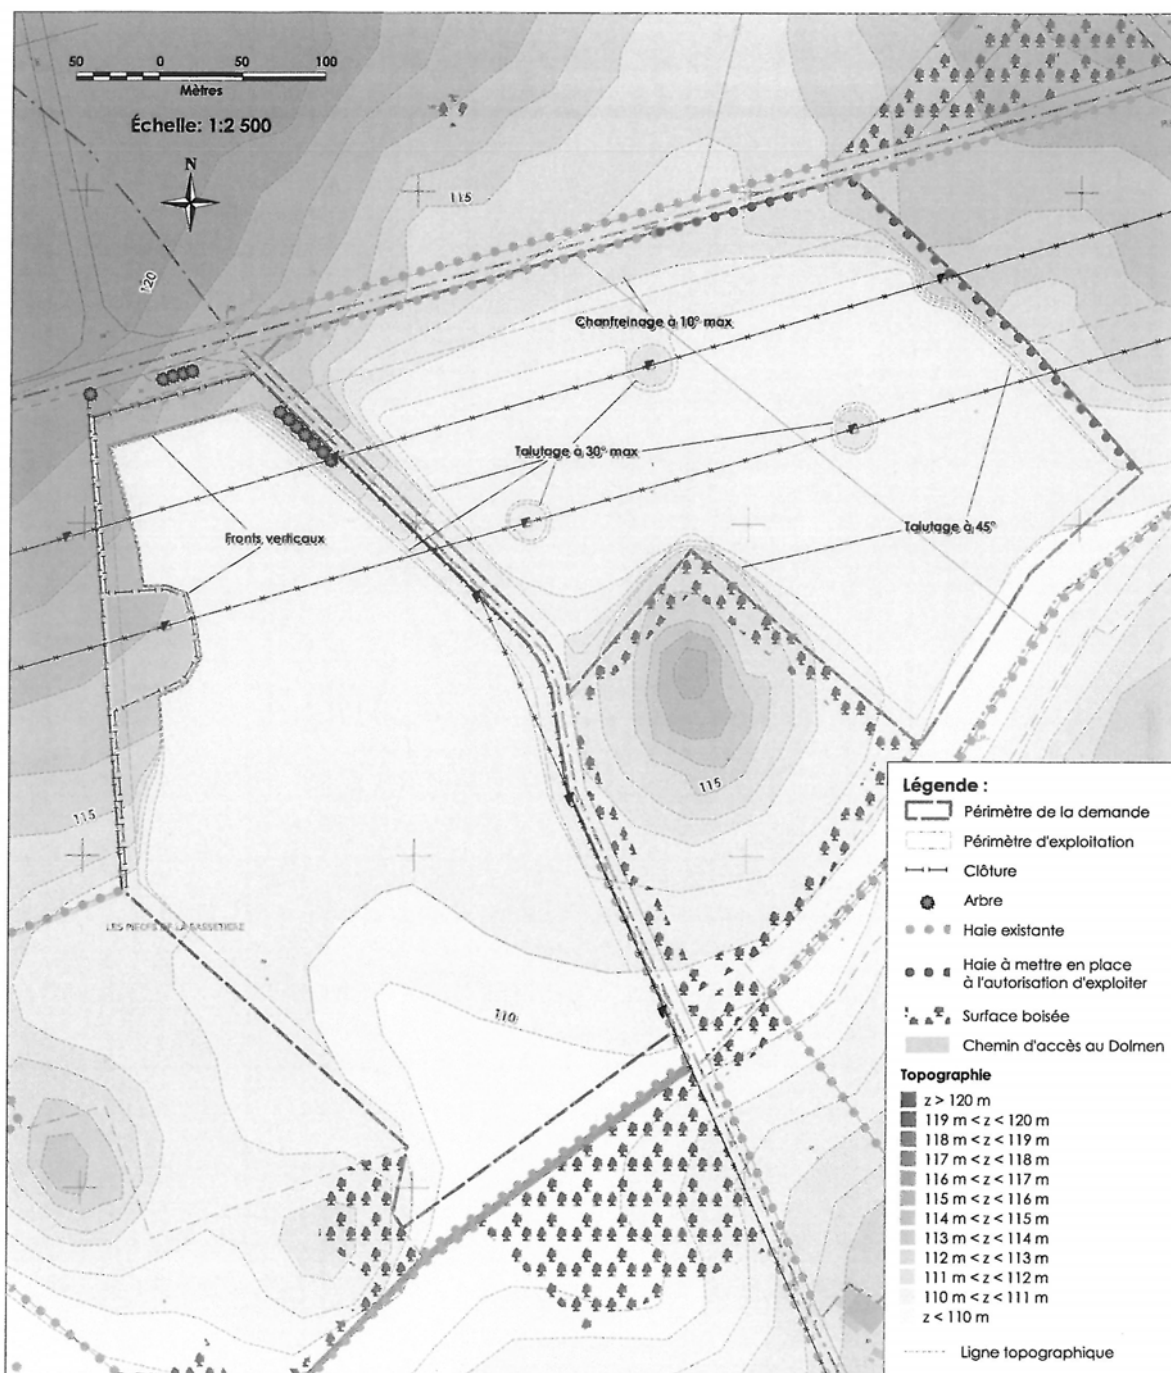 50 0 50 100
Mètres
Échelle: 1:2 500
N
115
120
Chanfreinage à 10° max
Talutage à 30° max
Talutage à 45°
Fronts verticaux
115
115
110
Légende :
Périmètre de la demande
Périmètre d'exploitation
Clôture
Arbre
Haie existante
Haie à mettre en place
à l'autorisation d'exploiter
Surface boisée
Chemin d'accès au Dolmen
Topographie
z > 120 m
119 m < z < 120 m
118 m < z < 119 m
117 m < z < 118 m
116 m < z < 117 m
115 m < z < 116 m
114 m < z < 115 m
113 m < z < 114 m
112 m < z < 113 m
111 m < z < 112 m
110 m < z < 111 m
z < 110 m
Ligne topographique